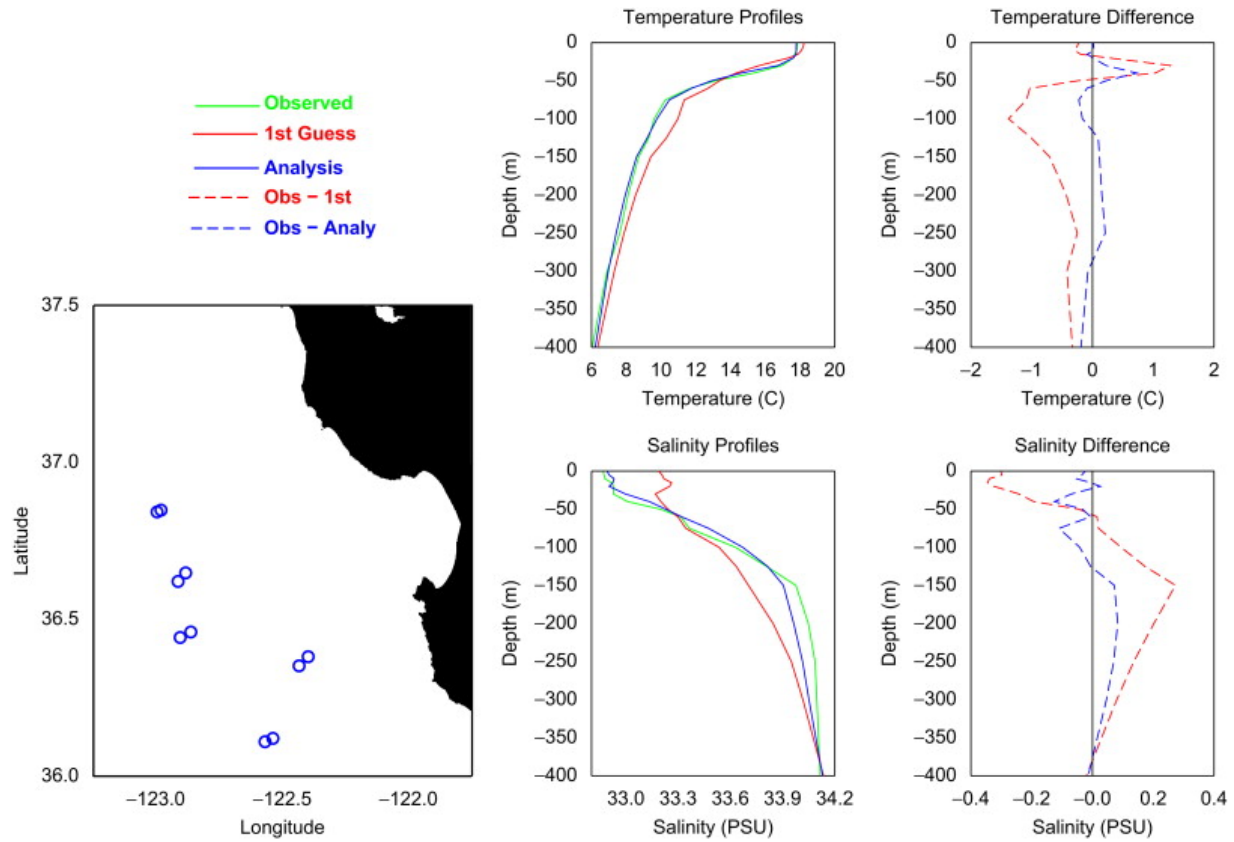 Observed
1st Guess
Analysis
Obs − 1st
Obs − Analy
37.5
37.0
36.5
36.0
Latitude
−123.0 −122.5 −122.0
Longitude
Temperature Profiles
0
−50
−100
−150
−200
−250
−300
−350
−400
Depth (m)
6 8 10 12 14 16 18 20
Temperature (C)
Temperature Difference
0
−50
−100
−150
−200
−250
−300
−350
−400
Depth (m)
−2 −1 0 1 2
Temperature (C)
Salinity Profiles
0
−50
−100
−150
−200
−250
−300
−350
−400
Depth (m)
33.0 33.3 33.6 33.9 34.2
Salinity (PSU)
Salinity Difference
0
−50
−100
−150
−200
−250
−300
−350
−400
Depth (m)
−0.4 −0.2 −0.0 0.2 0.4
Salinity (PSU)